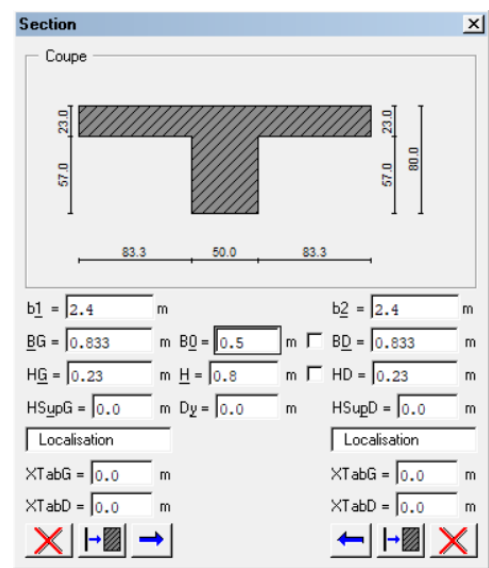 Section
Coupe
23.0 23.0
57.0 57.0 80.0
83.3 50.0 83.3
b1 = 2.4 m b2 = 2.4 m
BG = 0.833 m B0 = 0.5 m BD = 0.833 m
HG = 0.23 m H = 0.8 m HD = 0.23 m
HSupG = 0.0 m Dy = 0.0 m HSupD = 0.0 m
Localisation Localisation
XTabG = 0.0 m XTabG = 0.0 m
XTabD = 0.0 m XTabD = 0.0 m